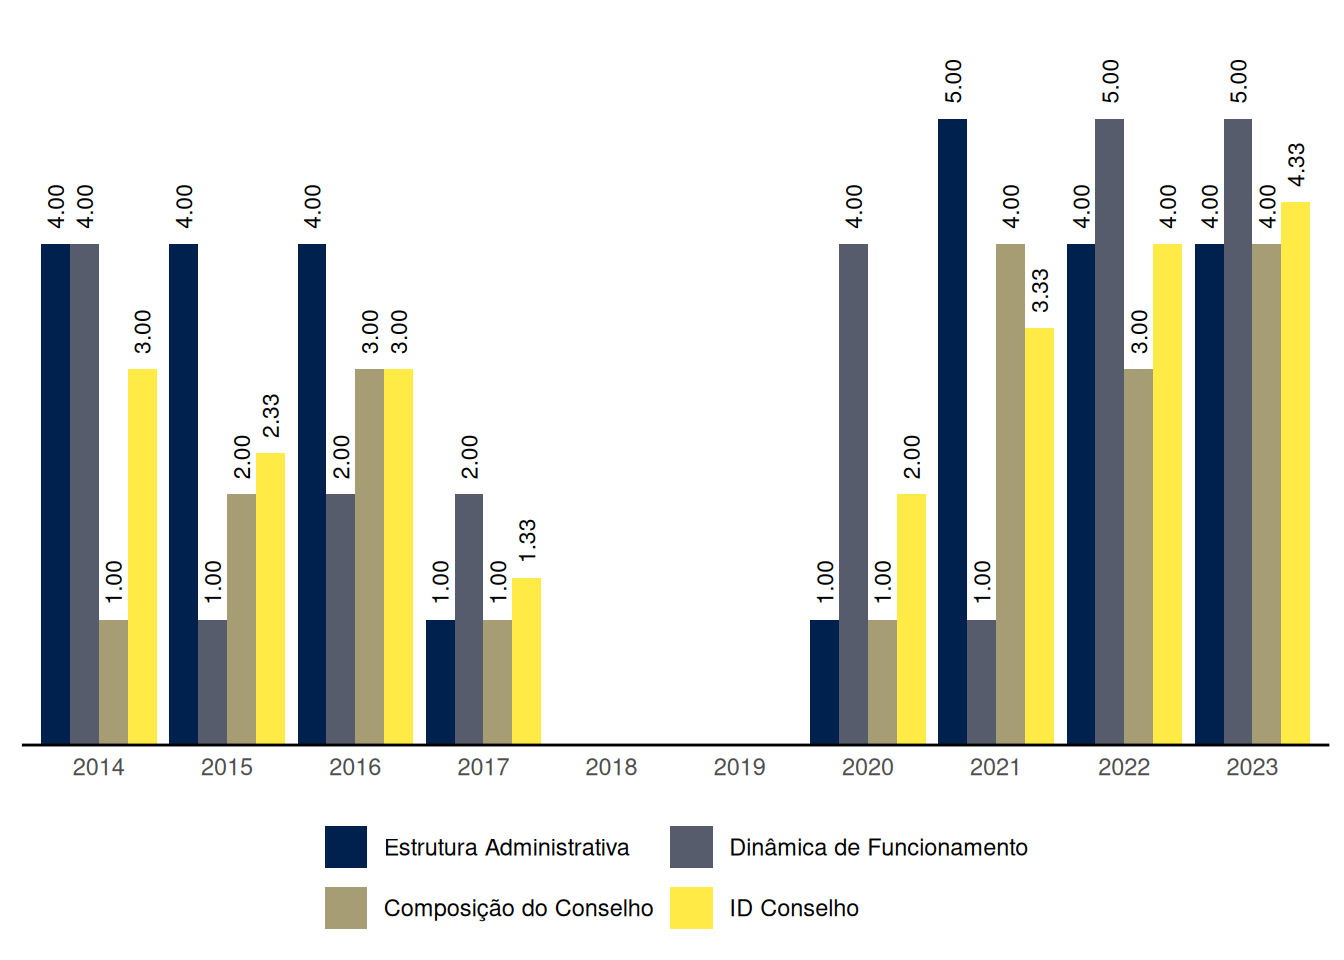 4.00 4.00 1.00 3.00
4.00 1.00 2.00 2.33
4.00 2.00 3.00 3.00
1.00 2.00 1.00 1.33
1.00 4.00 1.00 2.00
5.00 1.00 4.00 3.33
4.00 5.00 3.00 4.00
4.00 5.00 4.00 4.33
2014 2015 2016 2017 2018 2019 2020 2021 2022 2023
Estrutura Administrativa Dinâmica de Funcionamento
Composição do Conselho ID Conselho